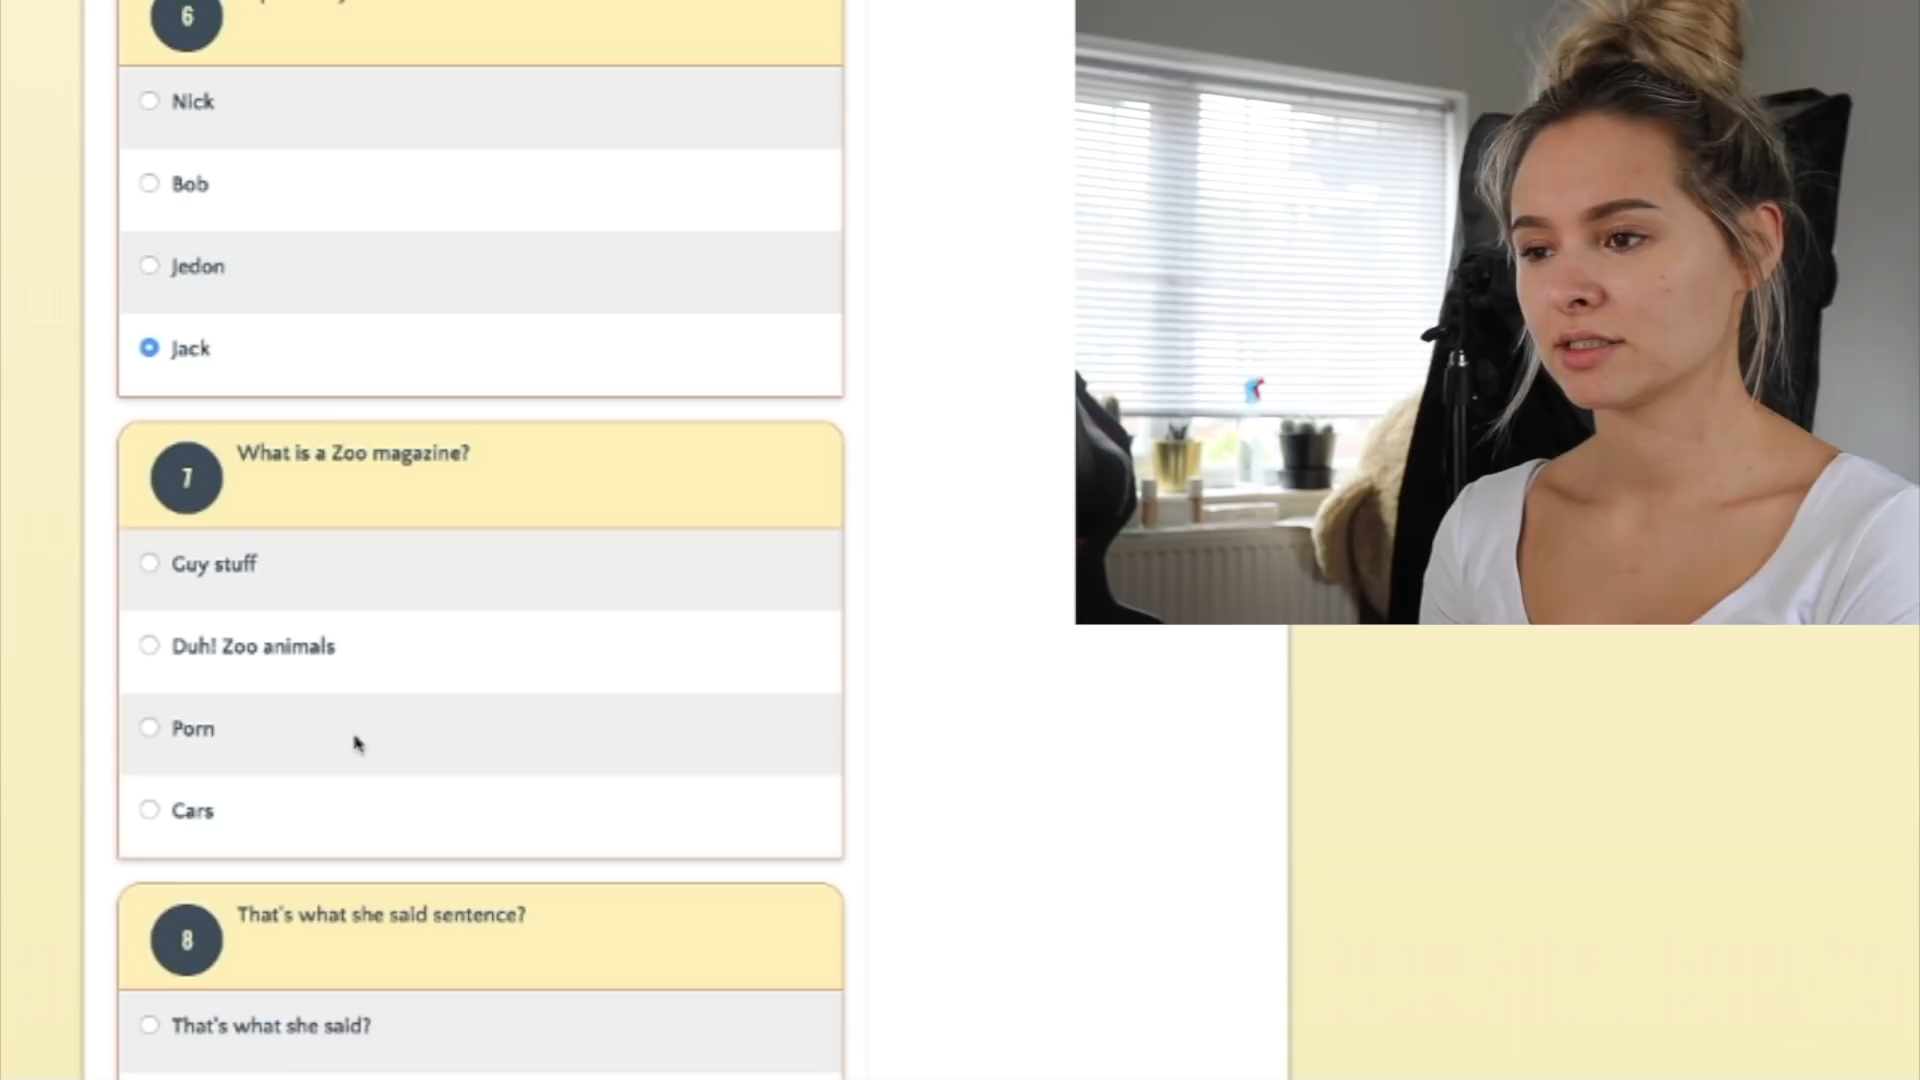 6
Nick
Bob
Jedon
Jack
7
What is a Zoo magazine?
Guy stuff
Duh! Zoo animals
Porn
Cars
8
That's what she said sentence?
That's what she said?